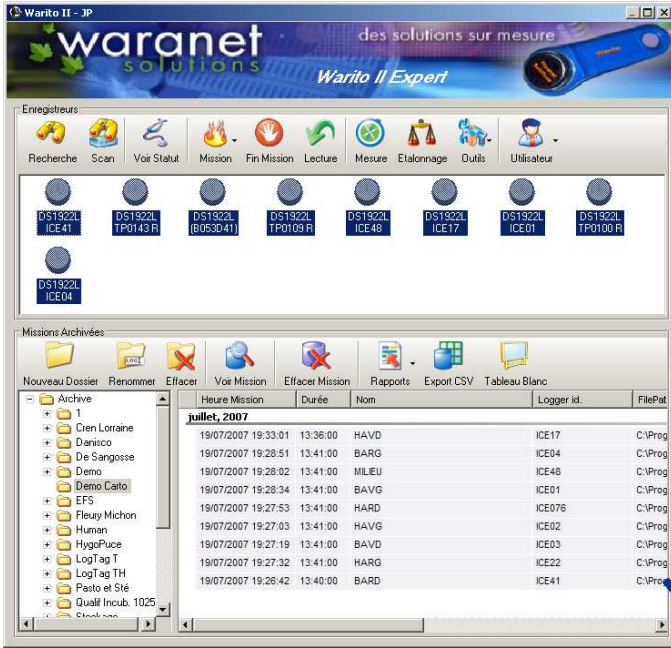 Warito II - JP
waranet
solutions
des solutions sur mesure
Warito II Expert
Enregistreurs
Recherche Scan Voir Statut Mission Fin Mission Lecture Mesure Etalonnage Outils Utilisateur
DS1922L DS1922L DS1922L DS1922L DS1922L DS1922L DS1922L DS1922L
ICE41 TP0143 R (B053D41) TP0109 R ICE48 ICE17 ICE01 TP0100 R
DS1922L
ICE04
Missions Archivées
Nouveau Dossier Renommer Effacer Voir Mission Effacer Mission Rapports Export CSV Tableau Blanc
Archive
1
Cren Lorraine
Danisco
De Sangosse
Demo
Demo Carto
EFS
Fleury Michon
Human
HygoPuce
LogTag T
LogTag TH
Pasto et Sté
Qualif Incub. 1025
Stockage
Heure Mission Durée Nom Logger id. FilePat
juillet, 2007
19/07/2007 19:33:01 13:36:00 HAVD ICE17 C:\Prog
19/07/2007 19:28:51 13:41:00 BARG ICE04 C:\Prog
19/07/2007 19:28:02 13:41:00 MILIEU ICE48 C:\Prog
19/07/2007 19:28:34 13:41:00 BAVG ICE01 C:\Prog
19/07/2007 19:27:53 13:41:00 HARD ICE076 C:\Prog
19/07/2007 19:27:03 13:41:00 HAVG ICE02 C:\Prog
19/07/2007 19:27:19 13:41:00 BAVD ICE03 C:\Prog
19/07/2007 19:27:32 13:41:00 HARG ICE22 C:\Prog
19/07/2007 19:26:42 13:40:00 BARD ICE41 C:\Prog